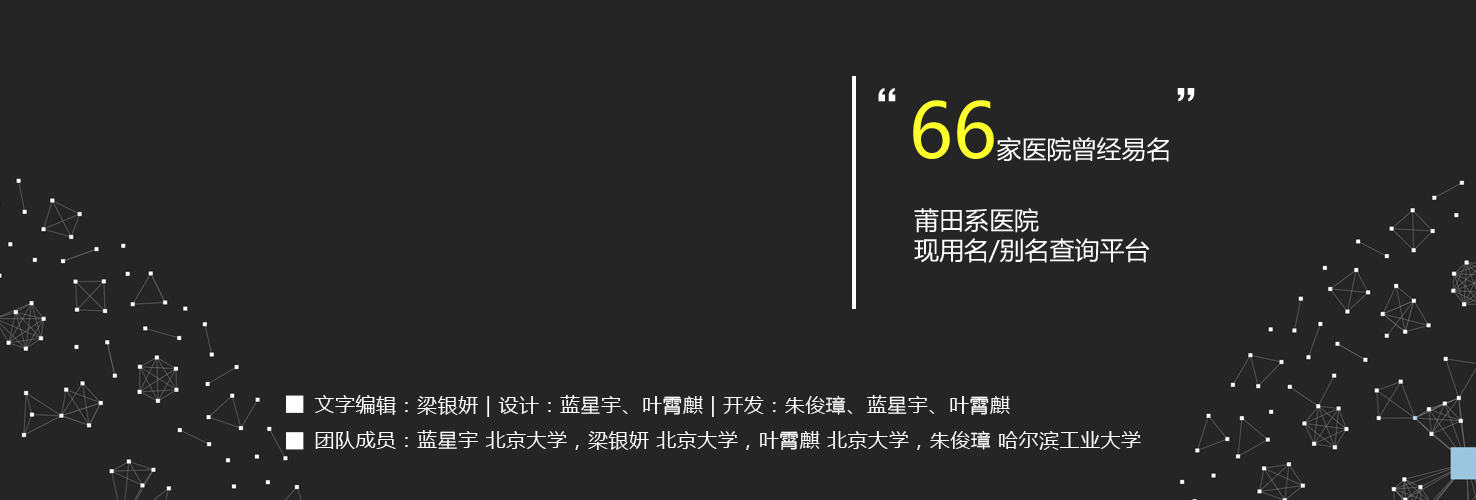 “ 66家医院曾经易名 ”
莆田系医院
现用名/别名查询平台
文字编辑：梁银妍 | 设计：蓝星宇、叶霄麒 | 开发：朱俊璋、蓝星宇、叶霄麒
团队成员：蓝星宇 北京大学，梁银妍 北京大学，叶霄麒 北京大学，朱俊璋 哈尔滨工业大学